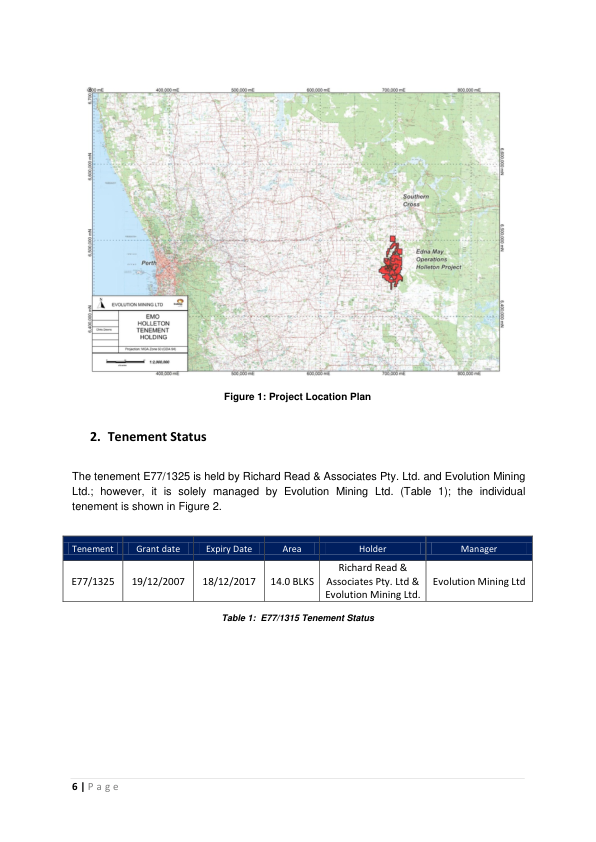 400,000 mE 500,000 mE 600,000 mE 700,000 mE 800,000 mE
Southern
Cross
Edna May
Operations
Holleton Project
Perth
EVOLUTION MINING LTD
EMO
HOLLETON
TENEMENT
HOLDING
1:2,000,000
400,000 mE 500,000 mE 600,000 mE 700,000 mE 800,000 mE
Figure 1: Project Location Plan
2. Tenement Status
The tenement E77/1325 is held by Richard Read & Associates Pty. Ltd. and Evolution Mining
Ltd.; however, it is solely managed by Evolution Mining Ltd. (Table 1); the individual
tenement is shown in Figure 2.
Tenement Grant date Expiry Date Area Holder Manager
E77/1325 19/12/2007 18/12/2017 14.0 BLKS Richard Read & Associates Pty. Ltd & Evolution Mining Ltd. Evolution Mining Ltd
Table 1: E77/1315 Tenement Status
6 | Page